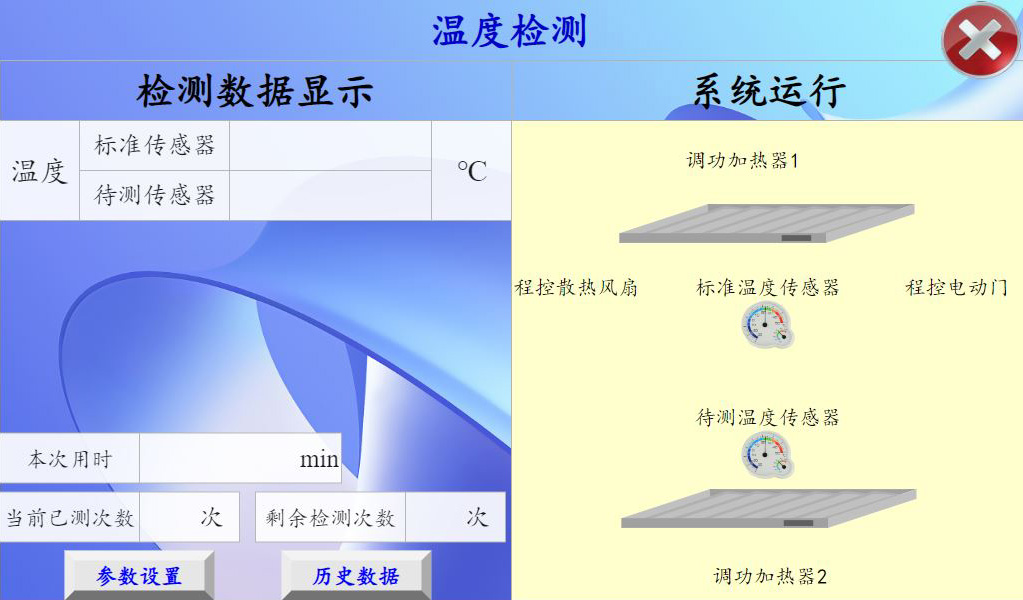 温度检测
检测数据显示
系统运行
温度
标准传感器
待测传感器
℃
调功加热器1
程控散热风扇
标准温度传感器
程控电动门
待测温度传感器
本次用时
min
当前已测次数
次
剩余检测次数
次
参数设置
历史数据
调功加热器2